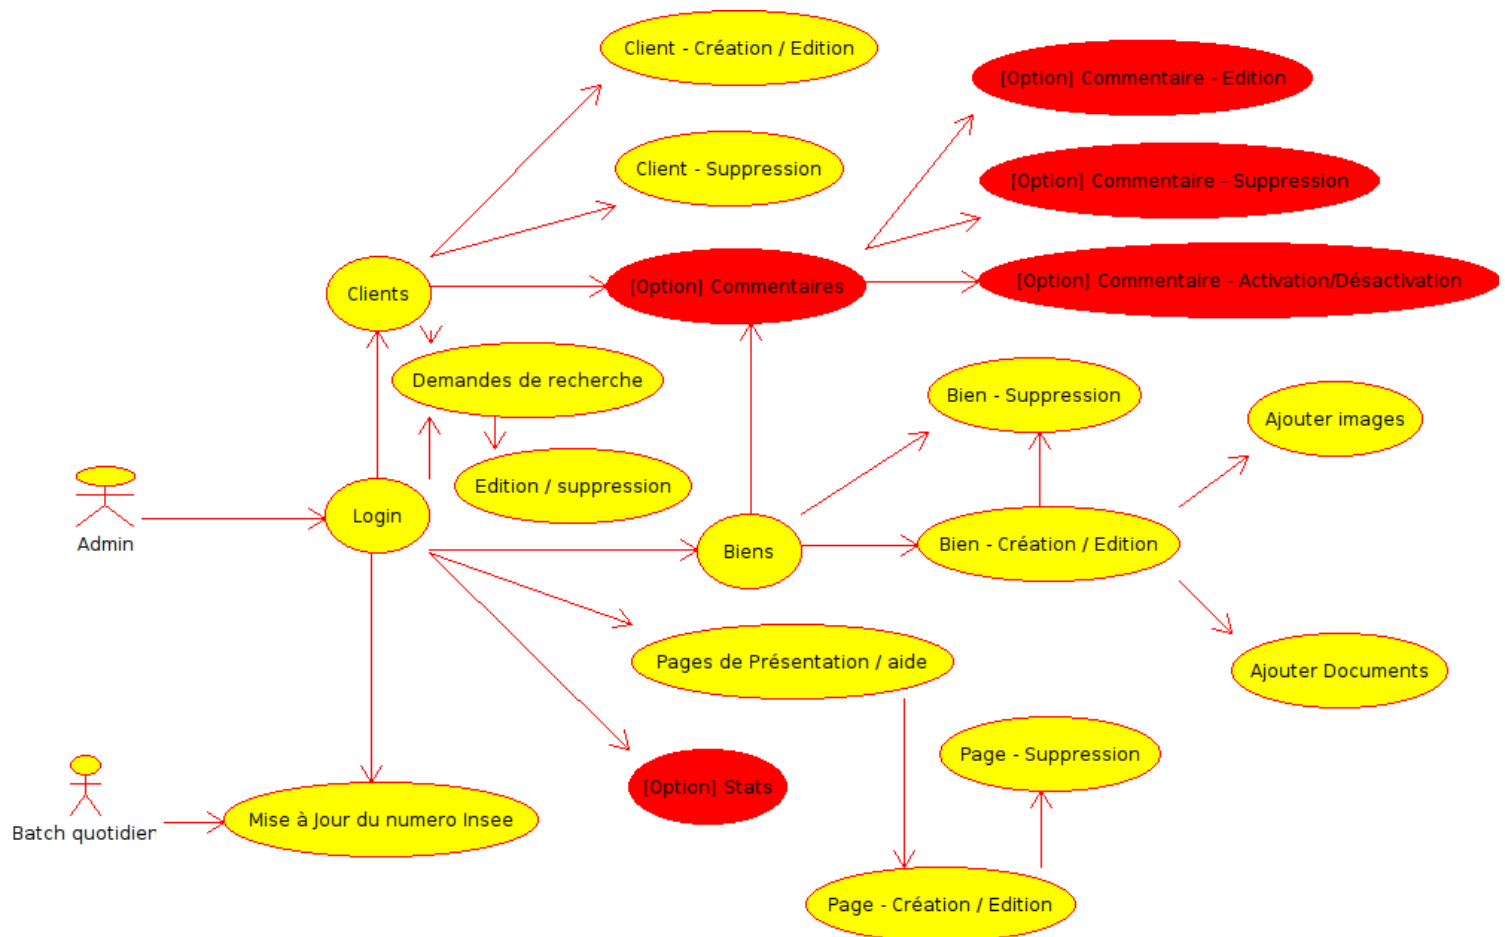 Client - Création / Edition
[Option] Commentaire - Edition
Client - Suppression
[Option] Commentaire - Suppression
Clients
[Option] Commentaires
[Option] Commentaire - Activation/Désactivation
Demandes de recherche
Bien - Suppression
Ajouter images
Edition / suppression
Login
Admin
Biens
Bien - Création / Edition
Pages de Présentation / aide
Ajouter Documents
Page - Suppression
[Option] Stats
Mise à Jour du numero Insee
Batch quotidien
Page - Création / Edition